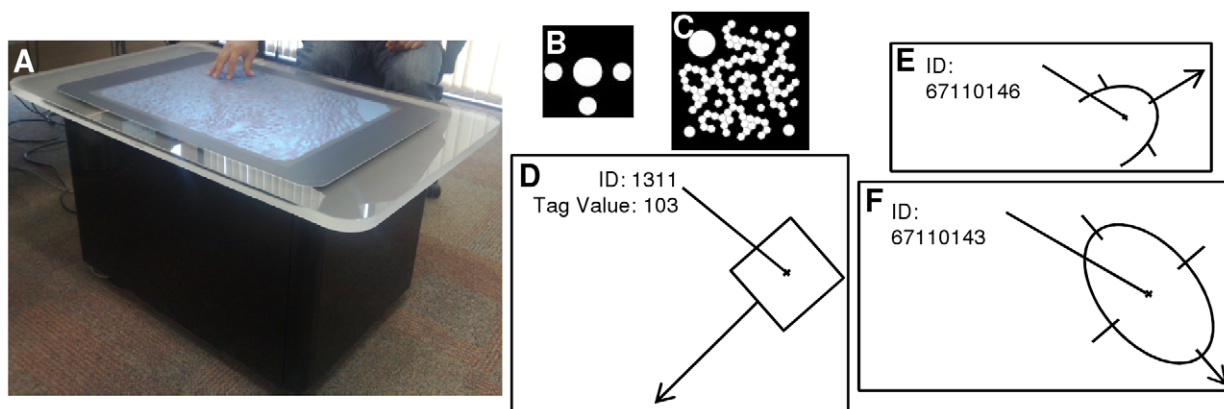 A
B
C
D
ID: 1311
Tag Value: 103
E
ID:
67110146
F
ID:
67110143